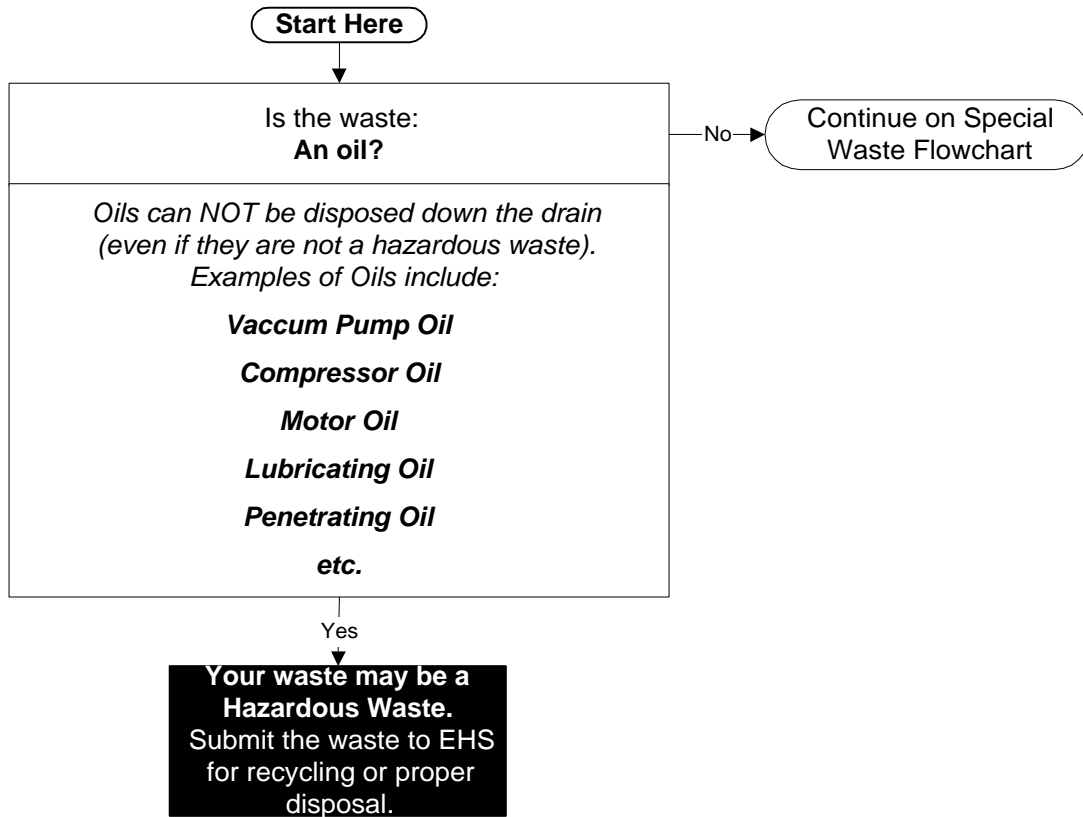 Start Here
Is the waste:
An oil?
No
Continue on Special
Waste Flowchart
Oils can NOT be disposed down the drain
(even if they are not a hazardous waste).
Examples of Oils include:
Vaccum Pump Oil
Compressor Oil
Motor Oil
Lubricating Oil
Penetrating Oil
etc.
Yes
Your waste may be a
Hazardous Waste.
Submit the waste to EHS
for recycling or proper
disposal.